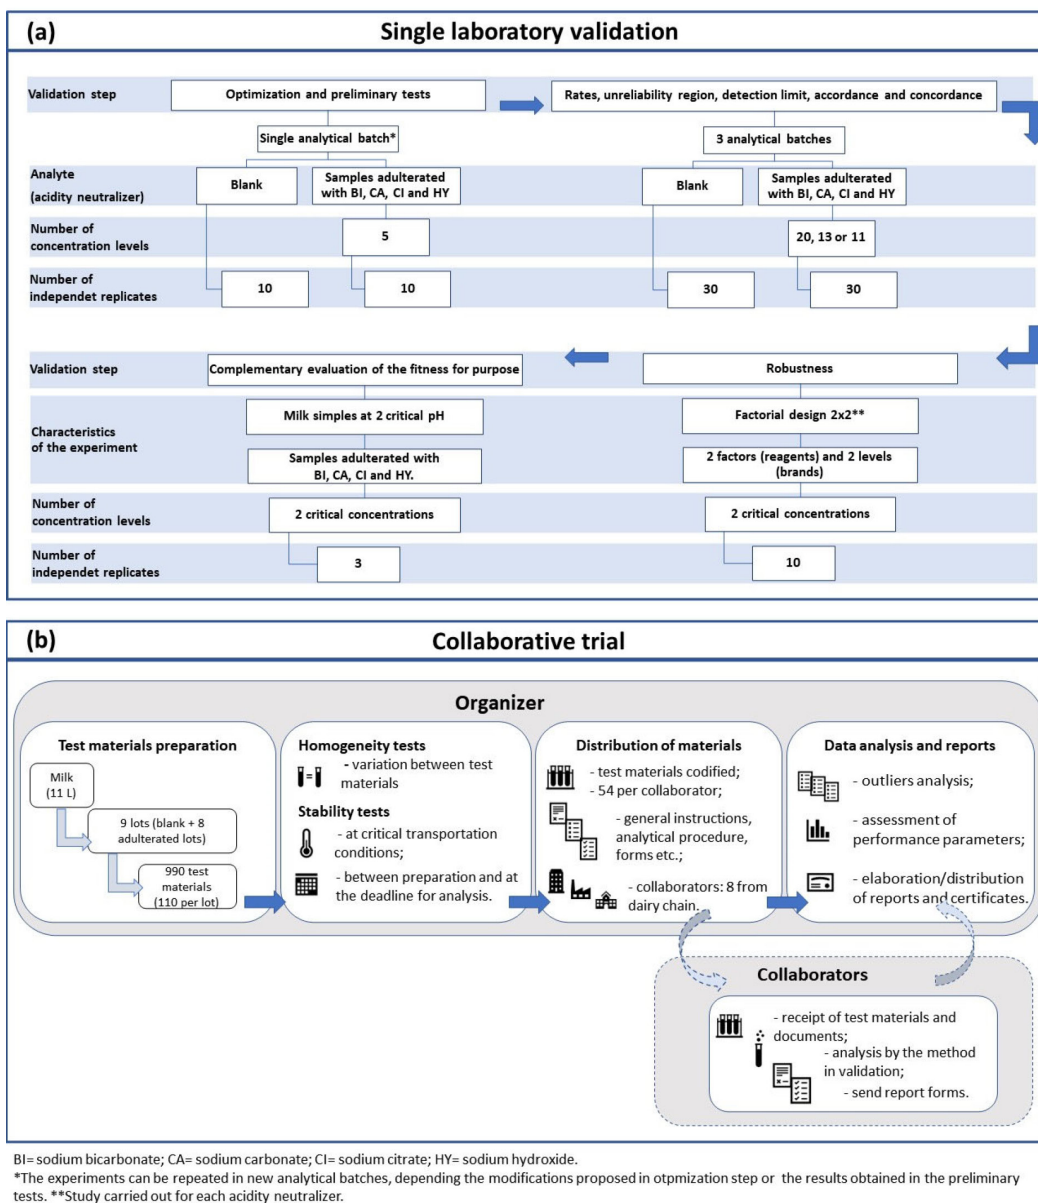 (a)
Single laboratory validation
Validation step
Optimization and preliminary tests
Rates, unreliability region, detection limit, accordance and concordance
Single analytical batch*
3 analytical batches
Analyte
(acidity neutralizer)
Blank
Samples adulterated
with BI, CA, CI and HY
Blank
Samples adulterated
with BI, CA, CI and HY
Number of
concentration levels
5
20, 13 or 11
Number of
independet replicates
10
10
30
30
Validation step
Complementary evaluation of the fitness for purpose
Robustness
Characteristics
of the experiment
Milk simples at 2 critical pH
Factorial design 2x2**
Samples adulterated with
BI, CA, CI and HY.
2 factors (reagents) and 2 levels
(brands)
Number of
concentration levels
2 critical concentrations
2 critical concentrations
Number of
independet replicates
3
10
(b)
Collaborative trial
Organizer
Test materials preparation
Milk
(11 L)
9 lots (blank + 8
adulterated lots)
990 test
materials
(110 per lot)
Homogeneity tests
- variation between test
materials
Stability tests
- at critical transportation
conditions;
- between preparation and at
the deadline for analysis.
Distribution of materials
- test materials codified;
- 54 per collaborator;
- general instructions,
analytical procedure,
forms etc.;
- collaborators: 8 from
dairy chain.
Data analysis and reports
- outliers analysis;
- assessment of
performance parameters;
- elaboration/distribution
of reports and certificates.
Collaborators
- receipt of test materials and
documents;
- analysis by the method
in validation;
- send report forms.
BI= sodium bicarbonate; CA= sodium carbonate; CI= sodium citrate; HY= sodium hydroxide.
*The experiments can be repeated in new analytical batches, depending the modifications proposed in otpmization step or the results obtained in the preliminary
tests. **Study carried out for each acidity neutralizer.